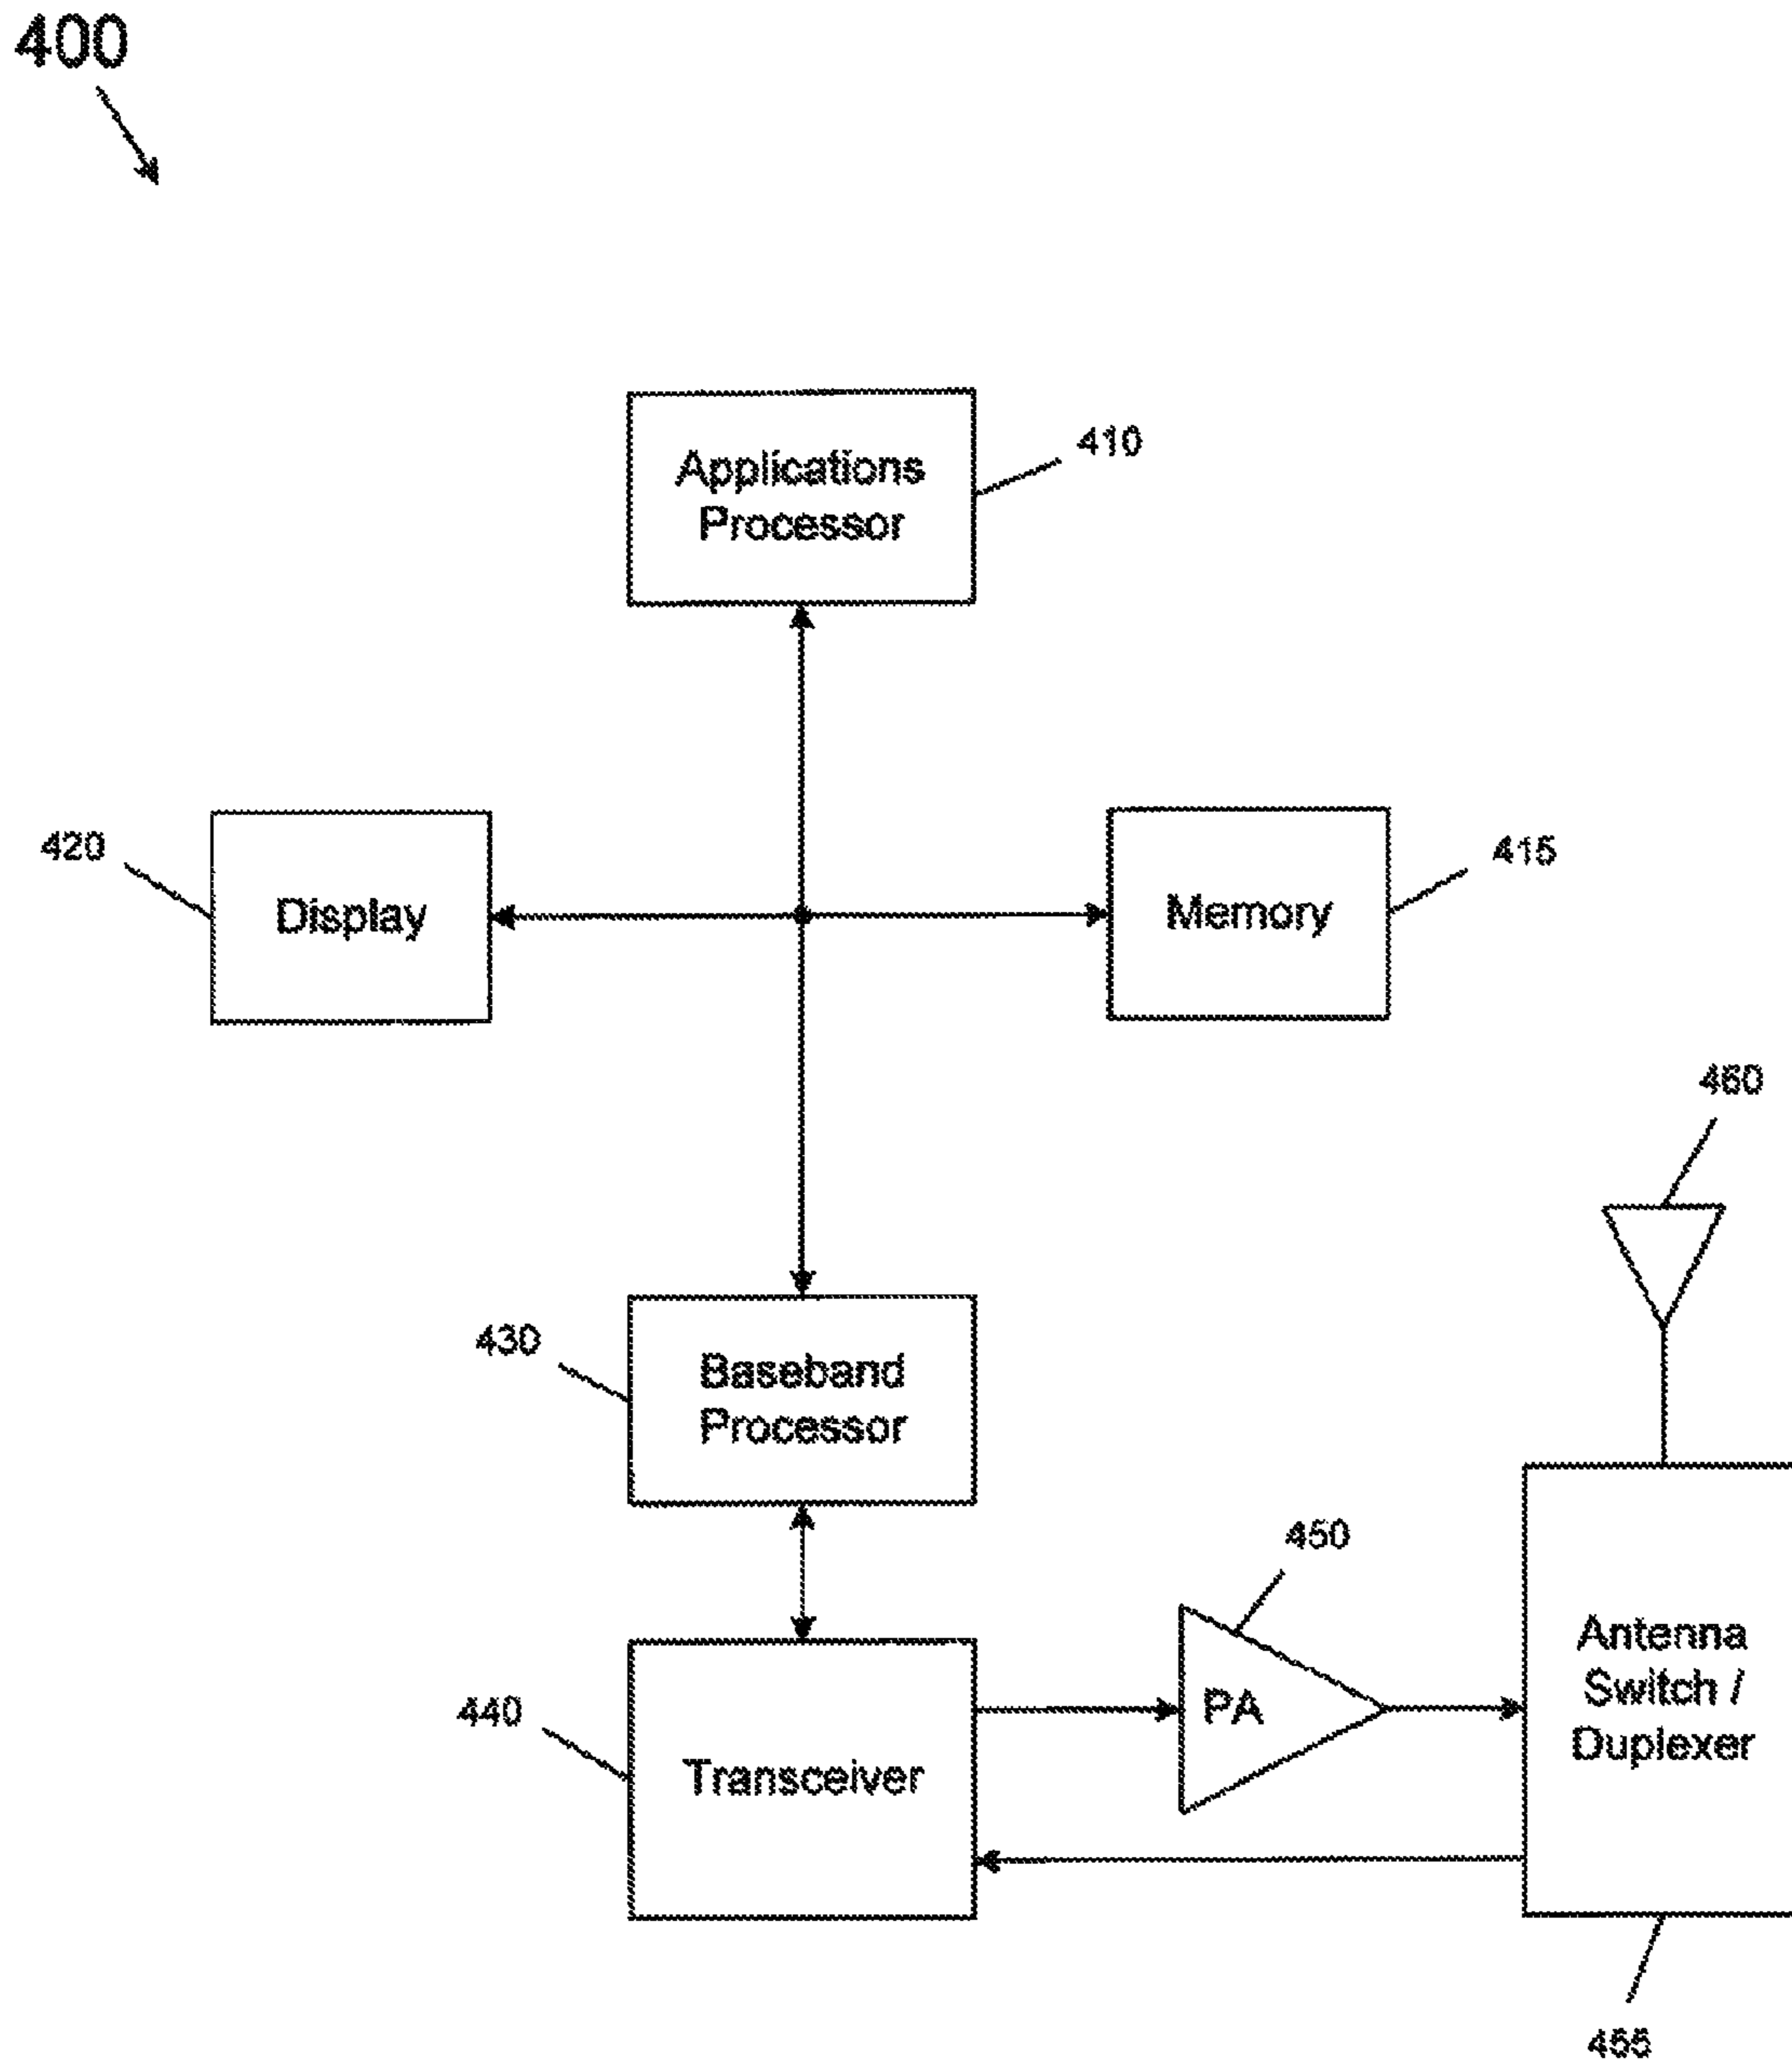 400
Applications
Processor
410
420
Display
Memory
415
460
430
Baseband
Processor
450
440
Transceiver
PA
Antenna
Switch /
Duplexer
455